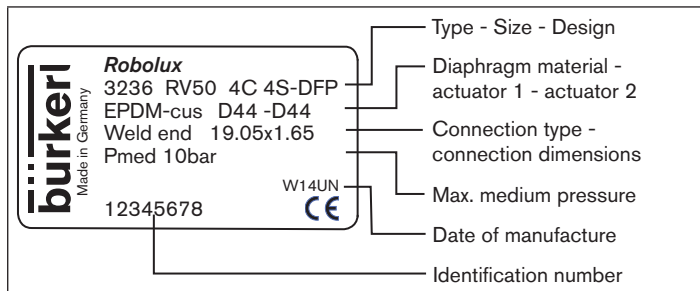 bürkert
Made in Germany
Robolux
3236 RV50 4C 4S-DFP
EPDM-cus D44 -D44
Weld end 19.05x1.65
Pmed 10bar
W14UN
12345678
CE
Type - Size - Design
Diaphragm material -
actuator 1 - actuator 2
Connection type -
connection dimensions
Max. medium pressure
Date of manufacture
Identification number